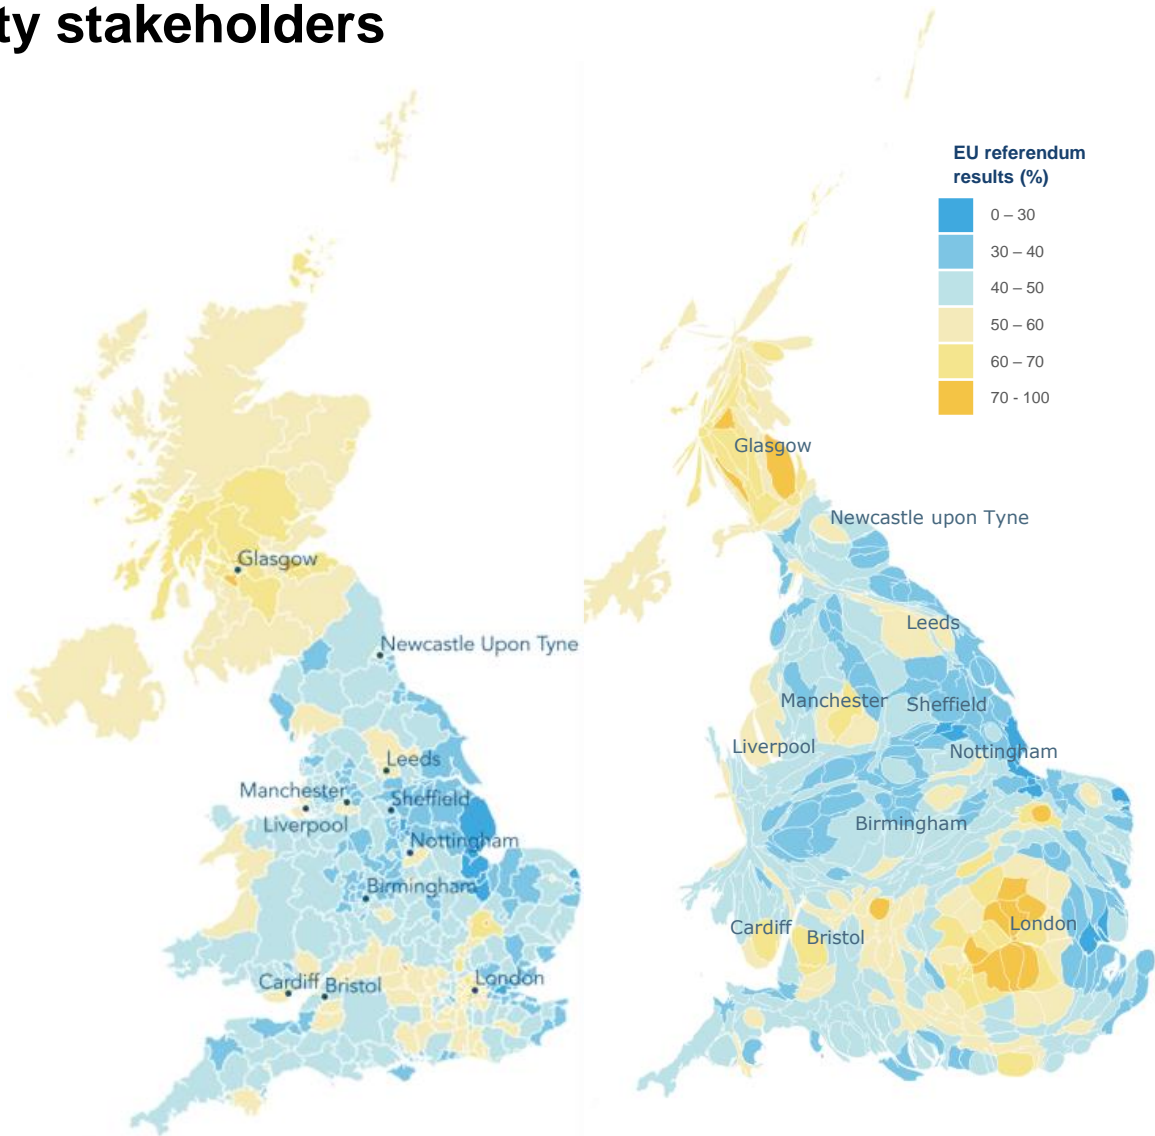 ty stakeholders
EU referendum
results (%)
0 – 30
30 – 40
40 – 50
50 – 60
60 – 70
70 - 100
Glasgow
Newcastle Upon Tyne
Leeds
Manchester
Sheffield
Liverpool
Nottingham
Birmingham
Cardiff
Bristol
London
Glasgow
Newcastle upon Tyne
Leeds
Manchester
Sheffield
Liverpool
Nottingham
Birmingham
Cardiff
Bristol
London